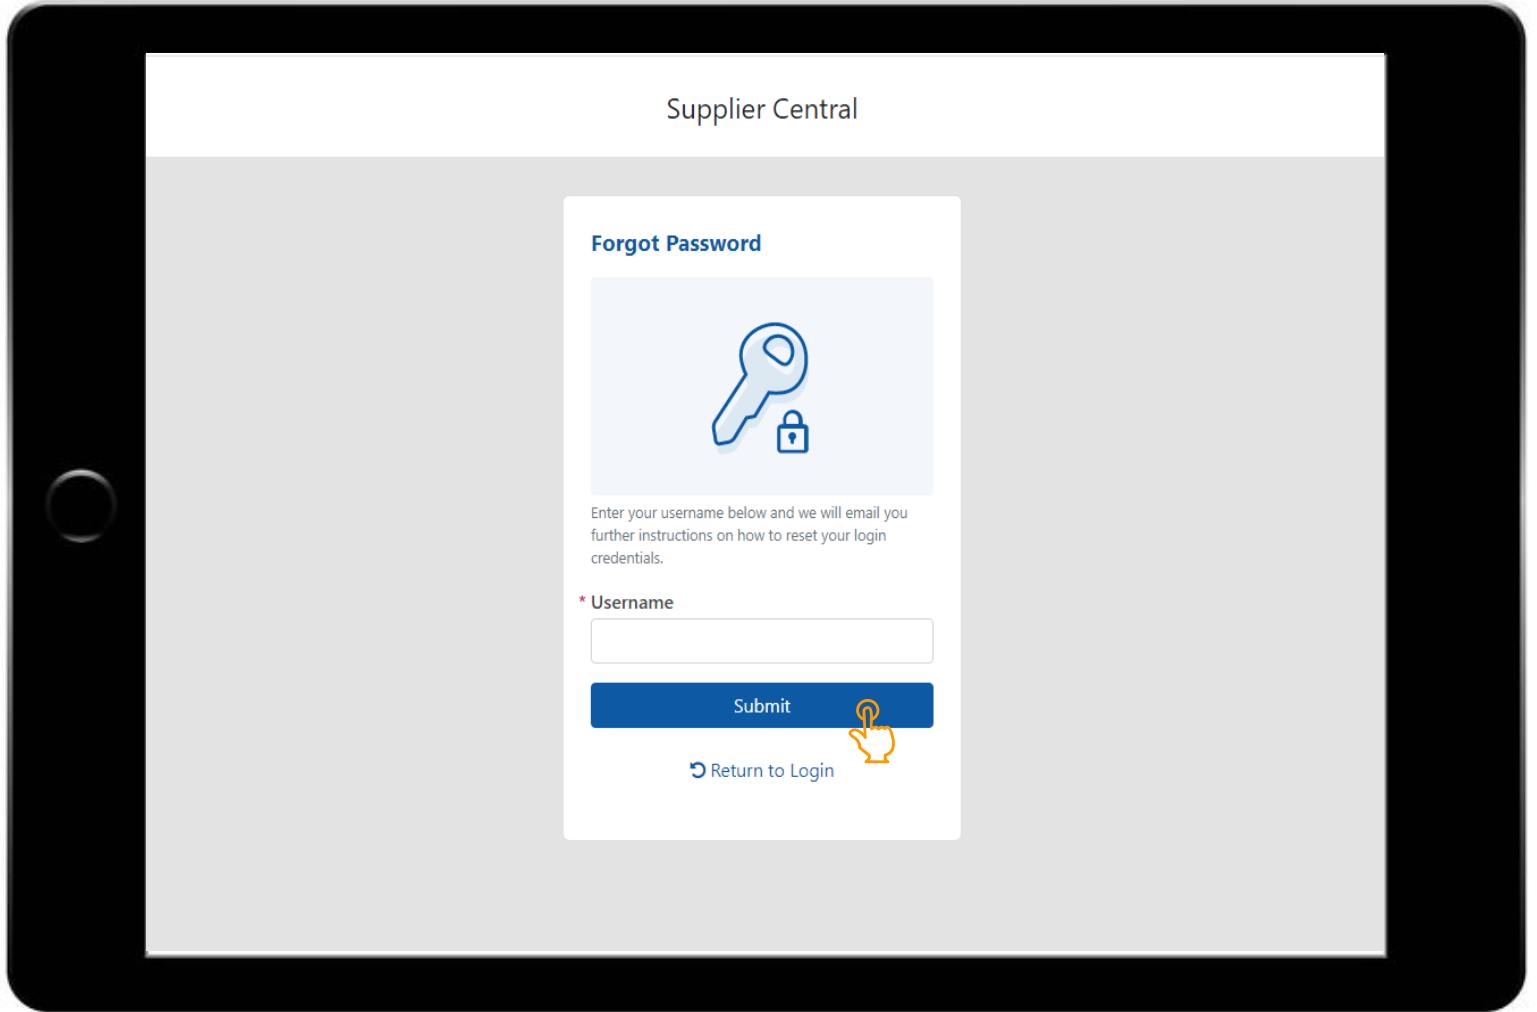 Supplier Central
Forgot Password
Enter your username below and we will email you
further instructions on how to reset your login
credentials.
* Username
Submit
Return to Login